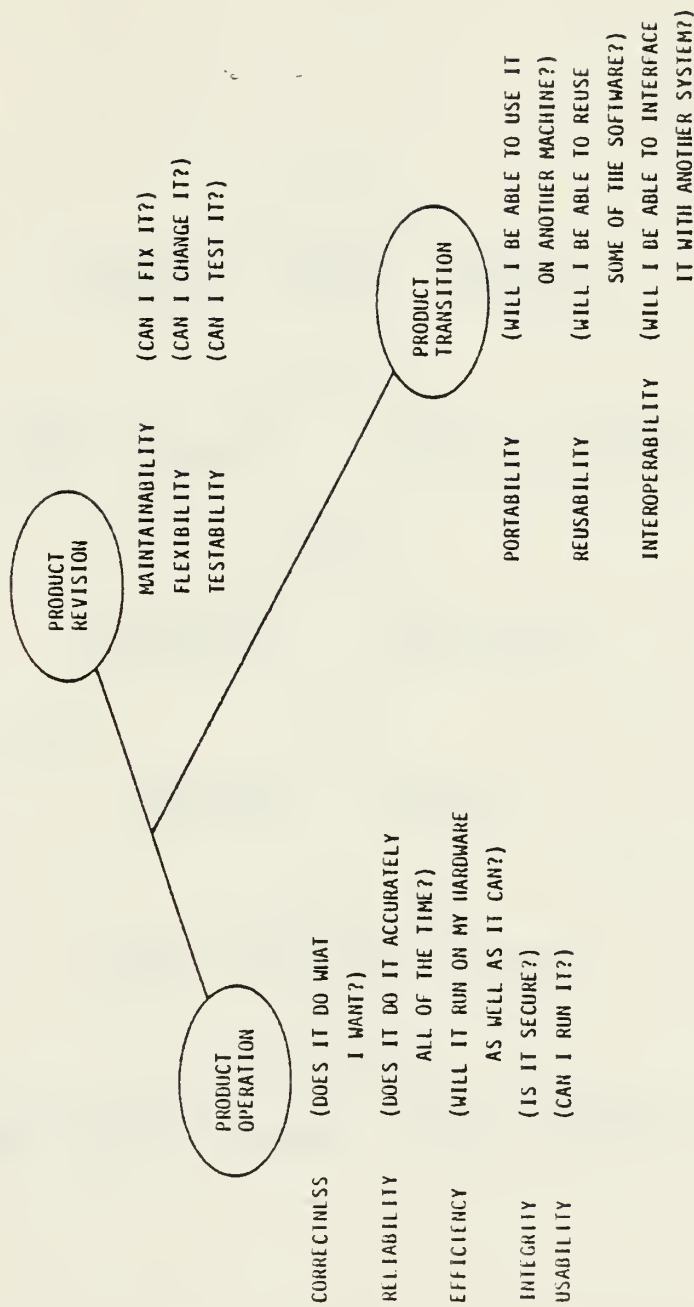 PRODUCT
REVISION
MAINTAINABILITY (CAN I FIX IT?)
FLEXIBILITY (CAN I CHANGE IT?)
TESTABILITY (CAN I TEST IT?)
PRODUCT
OPERATION
CORRECTNESS (DOES IT DO WHAT
I WANT?)
RELIABILITY (DOES IT DO IT ACCURATELY
ALL OF THE TIME?)
EFFICIENCY (WILL IT RUN ON MY HARDWARE
AS WELL AS IT CAN?)
INTEGRITY (IS IT SECURE?)
USABILITY (CAN I RUN IT?)
PRODUCT
TRANSITION
PORTABILITY (WILL I BE ABLE TO USE IT
ON ANOTHER MACHINE?)
REUSABILITY (WILL I BE ABLE TO REUSE
SOME OF THE SOFTWARE?)
INTEROPERABILITY (WILL I BE ABLE TO INTERFACE
IT WITH ANOTHER SYSTEM?)